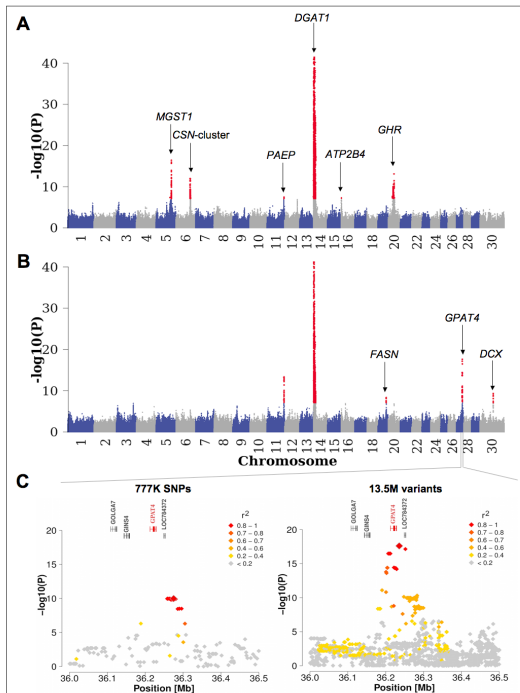 A
DGAT1
MGST1
CSN-cluster
PAEP
ATP2B4
GHR
-log10(P)
40
30
20
10
0
1 2 3 4 5 6 7 8 9 10 11 12 13 14 15 16 18 20 22 24 26 28 30
B
GPAT4
FASN
DCX
-log10(P)
40
30
20
10
0
1 2 3 4 5 6 7 8 9 10 11 12 13 14 15 16 18 20 22 24 26 28 30
Chromosome
C
777K SNPs
13.5M variants
GOLGA7
GINS4
GPAT4
LOC784372
GOLGA7
GINS4
GPAT4
LOC784372
r2
0.8 – 1
0.7 – 0.8
0.6 – 0.7
0.4 – 0.6
0.2 – 0.4
< 0.2
r2
0.8 – 1
0.7 – 0.8
0.6 – 0.7
0.4 – 0.6
0.2 – 0.4
< 0.2
−log10(P)
20
15
10
5
0
36.0 36.1 36.2 36.3 36.4 36.5
Position [Mb]
−log10(P)
20
15
10
5
0
36.0 36.1 36.2 36.3 36.4 36.5
Position [Mb]